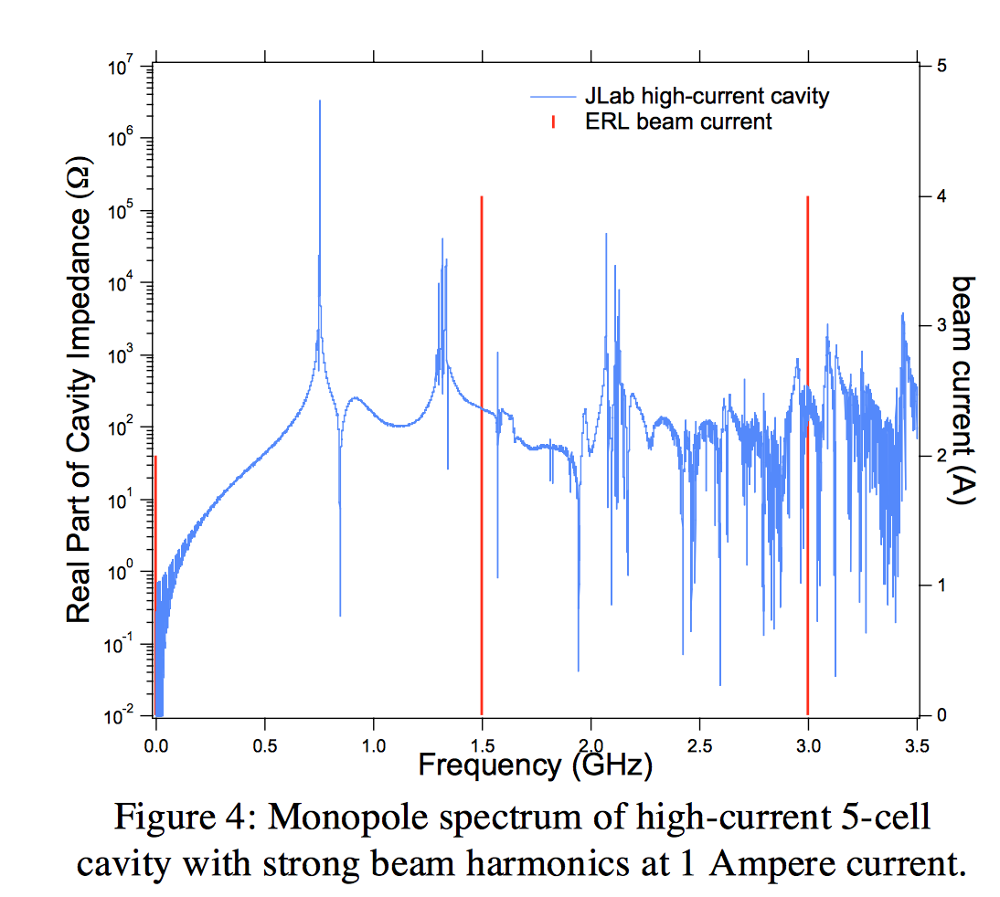 10^7
10^6
10^5
10^4
10^3
10^2
10^1
10^0
10^-1
10^-2
Real Part of Cavity Impedance (Ω)
JLab high-current cavity
ERL beam current
5
4
3
2
1
0
beam current (A)
0.0 0.5 1.0 1.5 2.0 2.5 3.0 3.5
Frequency (GHz)
Figure 4: Monopole spectrum of high-current 5-cell
cavity with strong beam harmonics at 1 Ampere current.